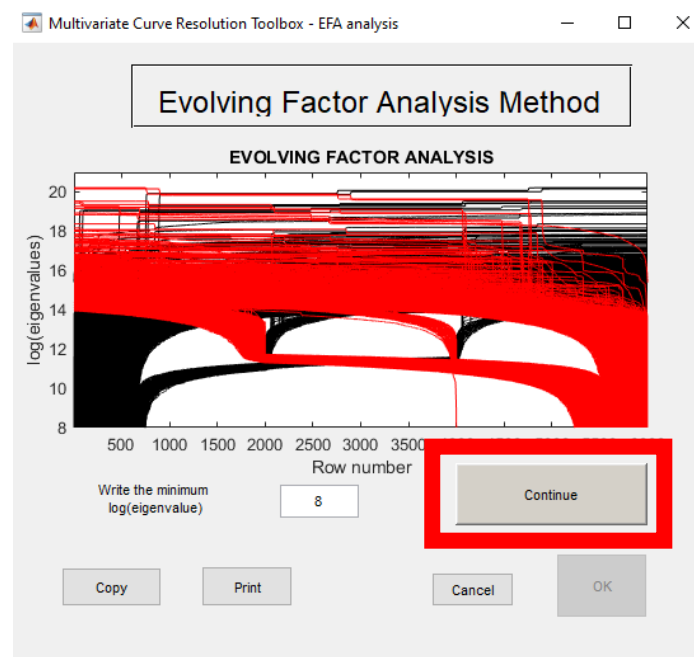 Multivariate Curve Resolution Toolbox - EFA analysis
Evolving Factor Analysis Method
EVOLVING FACTOR ANALYSIS
20
18
16
14
12
10
8
log(eigenvalues)
500 1000 1500 2000 2500 3000 3500
Row number
Write the minimum
log(eigenvalue)
8
Continue
Copy
Print
Cancel
OK